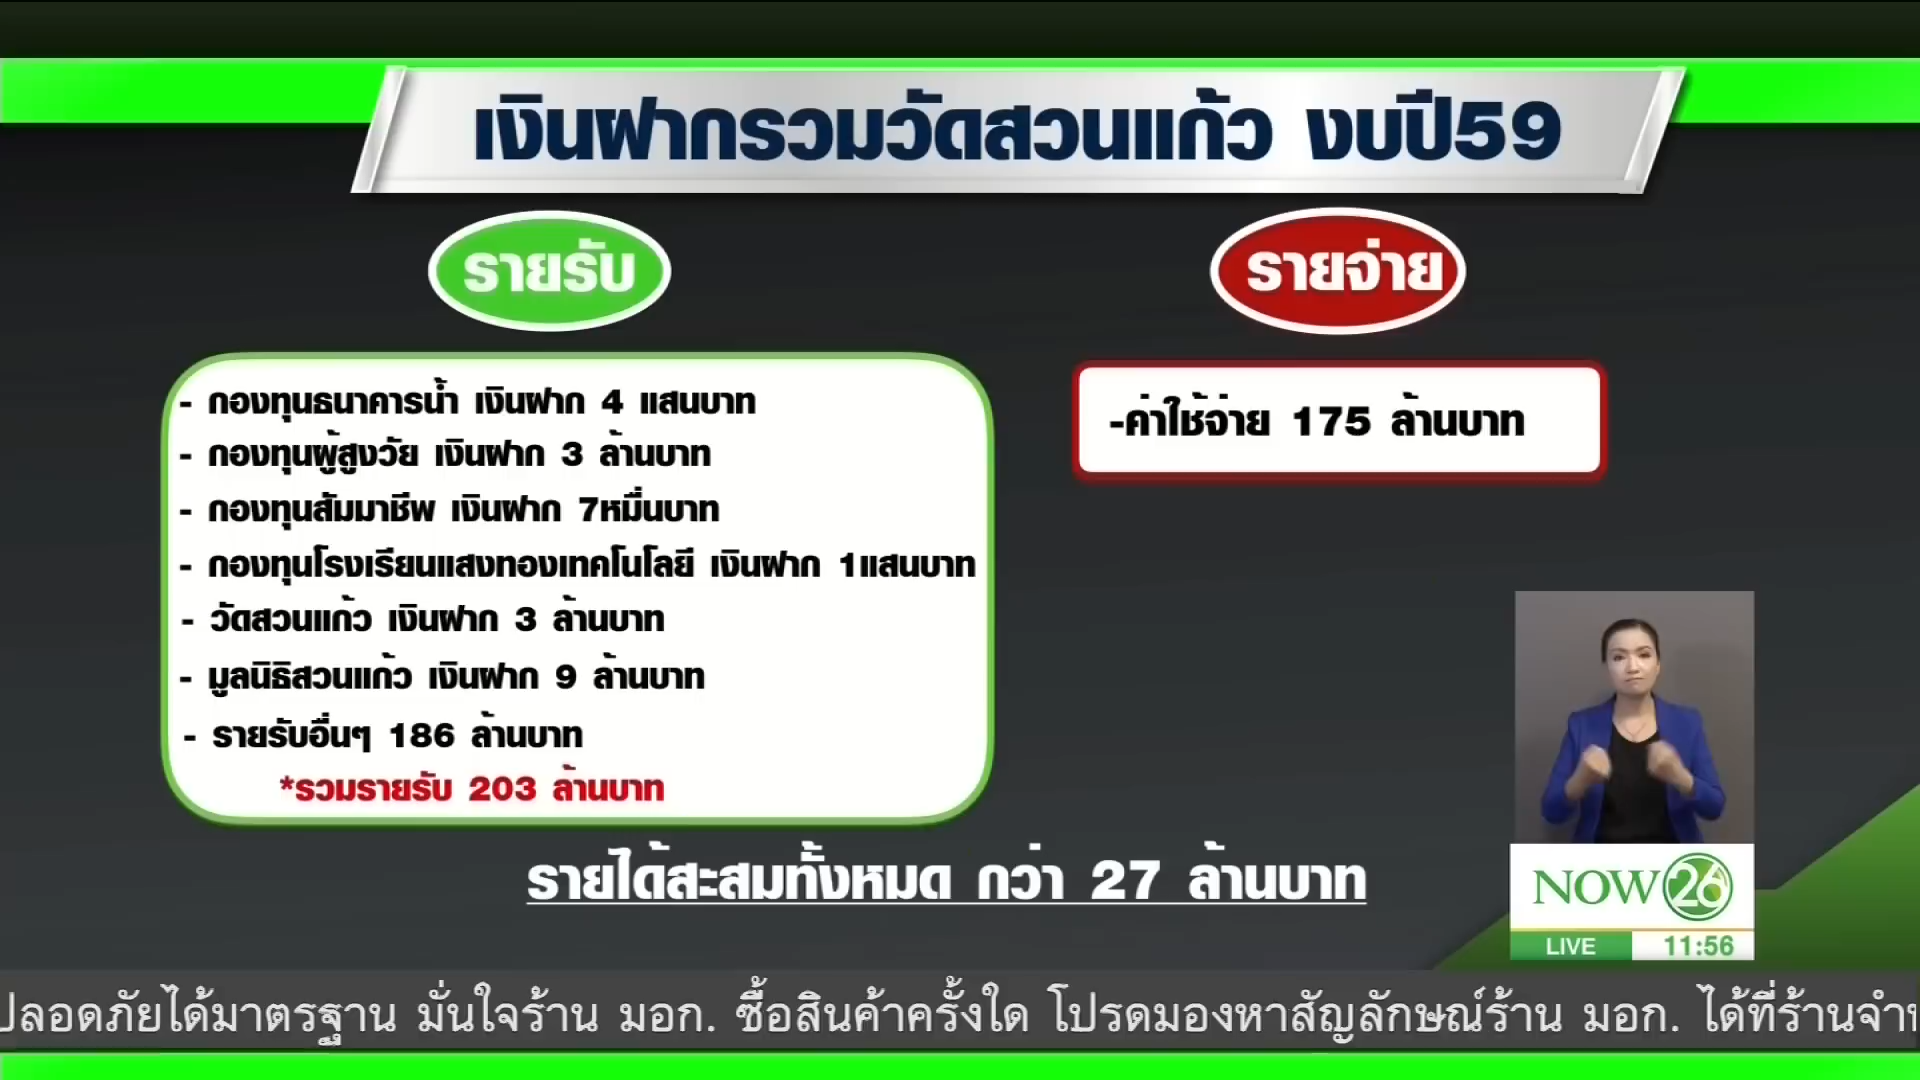 เงินฝากรวมวัดสวนแก้ว งบปี59
รายรับ
รายจ่าย
- กองทุนธนาคารน้ำ เงินฝาก 4 แสนบาท
- กองทุนผู้สูงวัย เงินฝาก 3 ล้านบาท
- กองทุนสัมมาชีพ เงินฝาก 7หมื่นบาท
- กองทุนโรงเรียนแสงทองเทคโนโลยี เงินฝาก 1แสนบาท
- วัดสวนแก้ว เงินฝาก 3 ล้านบาท
- มูลนิธิสวนแก้ว เงินฝาก 9 ล้านบาท
- รายรับอื่นๆ 186 ล้านบาท
*รวมรายรับ 203 ล้านบาท
-ค่าใช้จ่าย 175 ล้านบาท
รายได้สะสมทั้งหมด กว่า 27 ล้านบาท
NOW26
LIVE 11:56
ปลอดภัยได้มาตรฐาน มั่นใจร้าน มอก. ซื้อสินค้าครั้งใด โปรดมองหาสัญลักษณ์ร้าน มอก. ได้ที่ร้านจำห